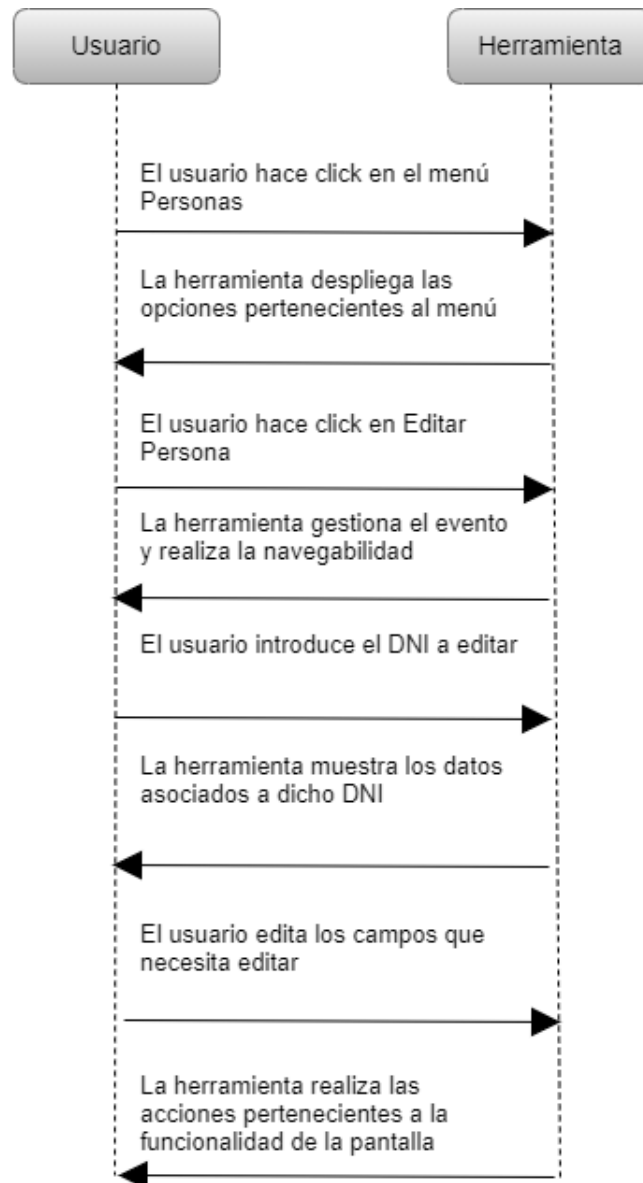 Usuario
Herramienta
El usuario hace click en el menú
Personas
La herramienta despliega las
opciones pertenecientes al menú
El usuario hace click en Editar
Persona
La herramienta gestiona el evento
y realiza la navegabilidad
El usuario introduce el DNI a editar
La herramienta muestra los datos
asociados a dicho DNI
El usuario edita los campos que
necesita editar
La herramienta realiza las
acciones pertenecientes a la
funcionalidad de la pantalla